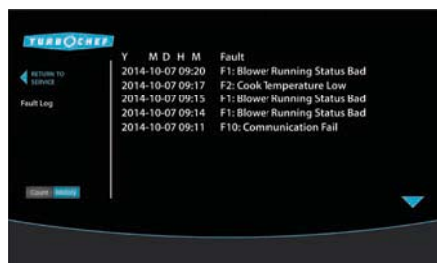 TURBOCHEF
RETURN TO
SERVICE
Fault Log
Y M D H M Fault
2014-10-07 09:20 F1: Blower Running Status Bad
2014-10-07 09:17 F2: Cook Temperature Low
2014-10-07 09:15 F1: Blower Running Status Bad
2014-10-07 09:14 F1: Blower Running Status Bad
2014-10-07 09:11 F10: Communication Fail
Count History